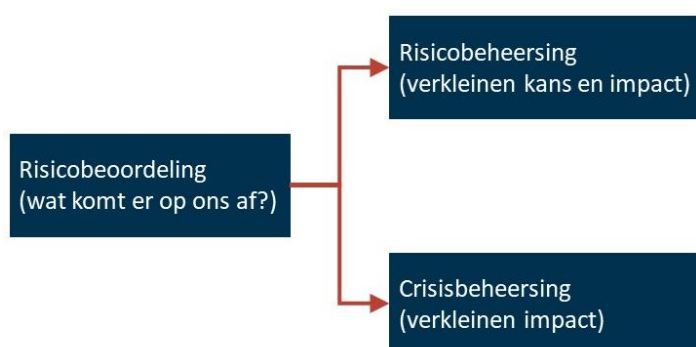 Risicobeheersing
(verkleinen kans en impact)
Risicobeoordeling
(wat komt er op ons af?)
Crisisbeheersing
(verkleinen impact)